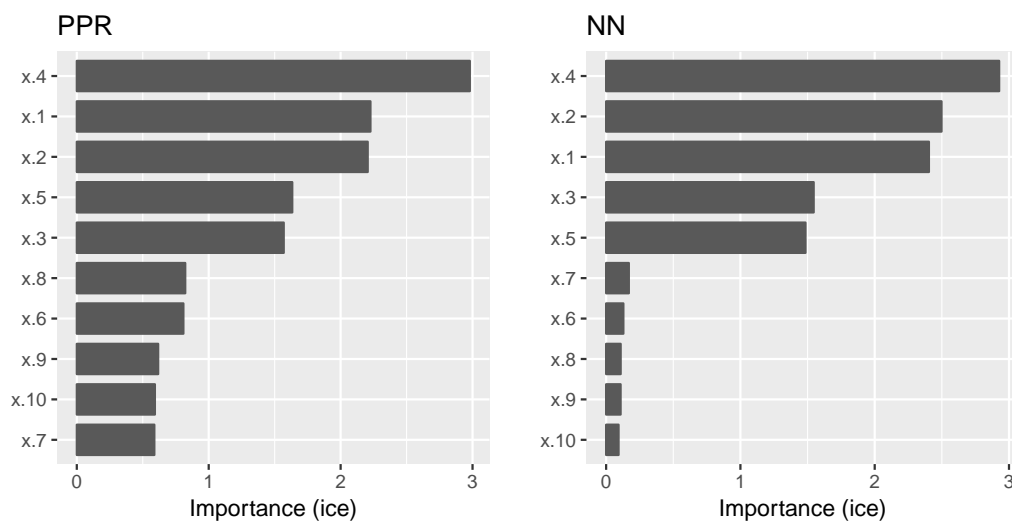 PPR
x.4
x.1
x.2
x.5
x.3
x.8
x.6
x.9
x.10
x.7
0 1 2 3
Importance (ice)
NN
x.4
x.2
x.1
x.3
x.5
x.7
x.6
x.8
x.9
x.10
0 1 2 3
Importance (ice)